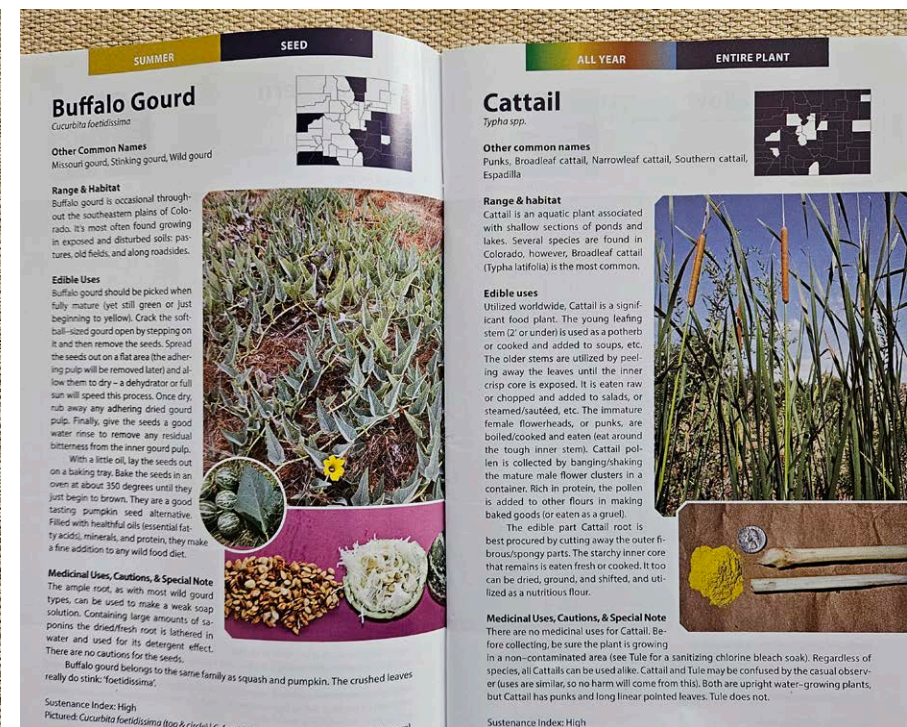 SUMMER
SEED
Buffalo Gourd
Cucurbita foetidissima
Other Common Names
Missouri gourd, Stinking gourd, Wild gourd
Range & Habitat
Buffalo gourd is occasional through-
out the southeastern plains of Colo-
rado. It's most often found growing
in exposed and disturbed soils: pas-
tures, old fields, and along roadsides.
Edible Uses
Buffalo gourd should be picked when
fully mature (yet still green or just
beginning to yellow). Crack the soft-
ball–sized gourd open by stepping on
it and then remove the seeds. Spread
the seeds out on a flat area (the adher-
ing pulp will be removed later) and al-
low them to dry – a dehydrator or full
sun will speed this process. Once dry,
rub away any adhering dried gourd
pulp. Finally, give the seeds a good
water rinse to remove any residual
bitterness from the inner gourd pulp.
With a little oil, lay the seeds out
on a baking tray. Bake the seeds in an
oven at about 350 degrees until they
just begin to brown. They are a good
tasting pumpkin seed alternative.
Filled with healthful oils (essential fat-
ty acids), minerals, and protein, they make
a fine addition to any wild food diet.
Medicinal Uses, Cautions, & Special Note
The ample root, as with most wild gourd
types, can be used to make a weak soap
solution. Containing large amounts of sa-
ponins the dried/fresh root is lathered in
water and used for its detergent effect.
There are no cautions for the seeds.
Buffalo gourd belongs to the same family as squash and pumpkin. The crushed leaves
really do stink: 'foetidissima'.
Sustenance Index: High
Pictured: Cucurbita foetidissima (top & circle)
ALL YEAR
ENTIRE PLANT
Cattail
Typha spp.
Other common names
Punks, Broadleaf cattail, Narrowleaf cattail, Southern cattail,
Espadilla
Range & habitat
Cattail is an aquatic plant associated
with shallow sections of ponds and
lakes. Several species are found in
Colorado, however, Broadleaf cattail
(Typha latifolia) is the most common.
Edible uses
Utilized worldwide, Cattail is a signif-
icant food plant. The young leafing
stem (2' or under) is used as a potherb
or cooked and added to soups, etc.
The older stems are utilized by peel-
ing away the leaves until the inner
crisp core is exposed. It is eaten raw
or chopped and added to salads, or
steamed/sautéed, etc. The immature
female flowerheads, or punks, are
boiled/cooked and eaten (eat around
the tough inner stem). Cattail pol-
len is collected by banging/shaking
the mature male flower clusters in a
container. Rich in protein, the pollen
is added to other flours in making
baked goods (or eaten as a gruel).
The edible part Cattail root is
best procured by cutting away the outer fi-
brous/spongy parts. The starchy inner core
that remains is eaten fresh or cooked. It too
can be dried, ground, and shifted, and uti-
lized as a nutritious flour.
Medicinal Uses, Cautions, & Special Note
There are no medicinal uses for Cattail. Be-
fore collecting, be sure the plant is growing
in a non–contaminated area (see Tule for a sanitizing chlorine bleach soak). Regardless of
species, all Cattails can be used alike. Cattail and Tule may be confused by the casual observ-
er (uses are similar, so no harm will come from this). Both are upright water–growing plants,
but Cattail has punks and long linear pointed leaves. Tule does not.
Sustenance Index: High